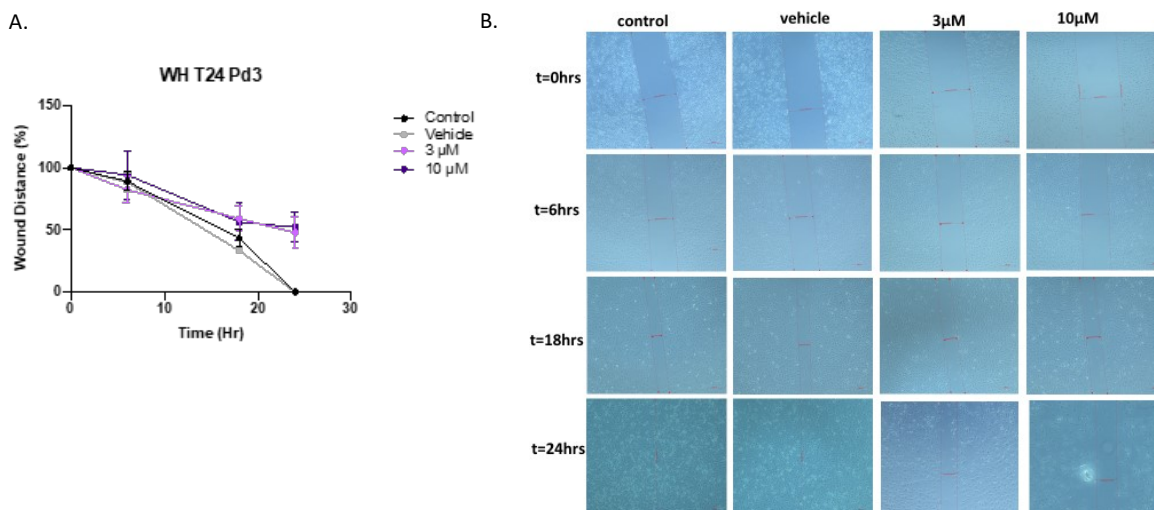 A.
WH T24 Pd3
150
100
50
0
Wound Distance (%)
0 10 20 30
Time (Hr)
Control
Vehicle
3 µM
10 µM
B.
control vehicle 3µM 10µM
t=0hrs
t=6hrs
t=18hrs
t=24hrs